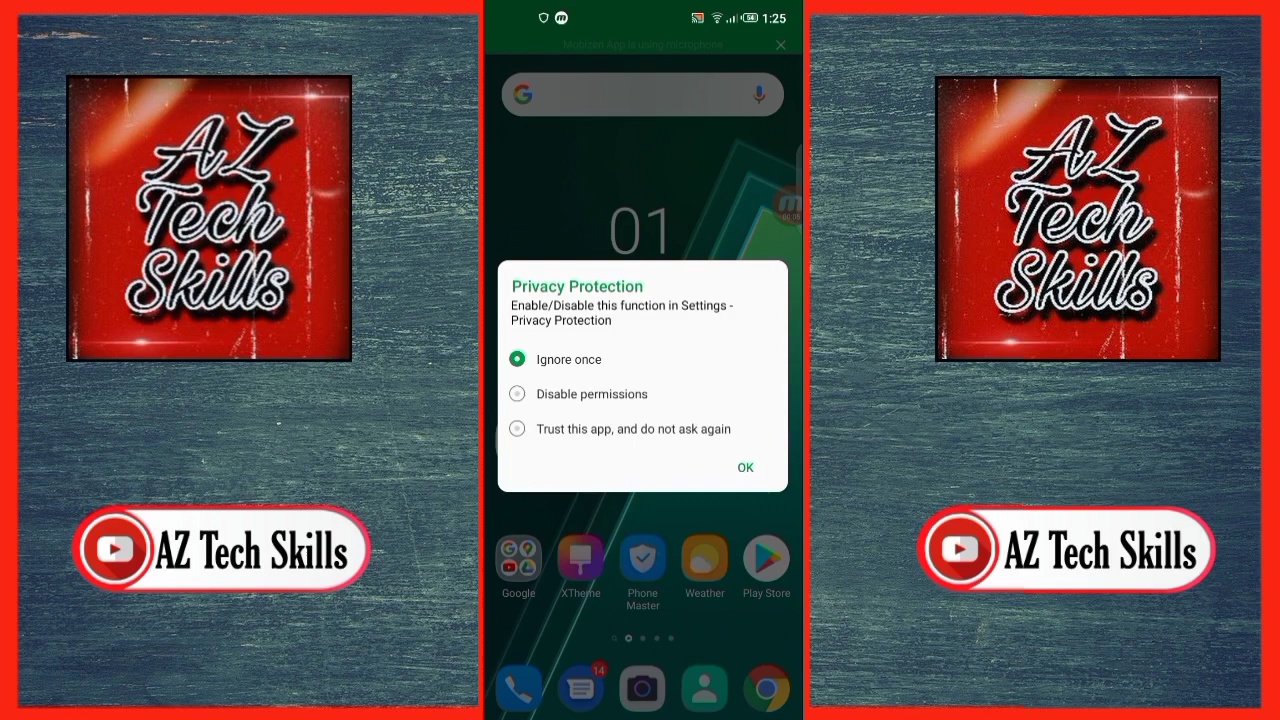 AZ
Tech
Skills
AZ Tech Skills
1:25
Mobizen App is using microphone
01
Privacy Protection
Enable/Disable this function in Settings -
Privacy Protection
Ignore once
Disable permissions
Trust this app, and do not ask again
OK
Google
XTheme
Phone
Master
Weather
Play Store
14
AZ
Tech
Skills
AZ Tech Skills